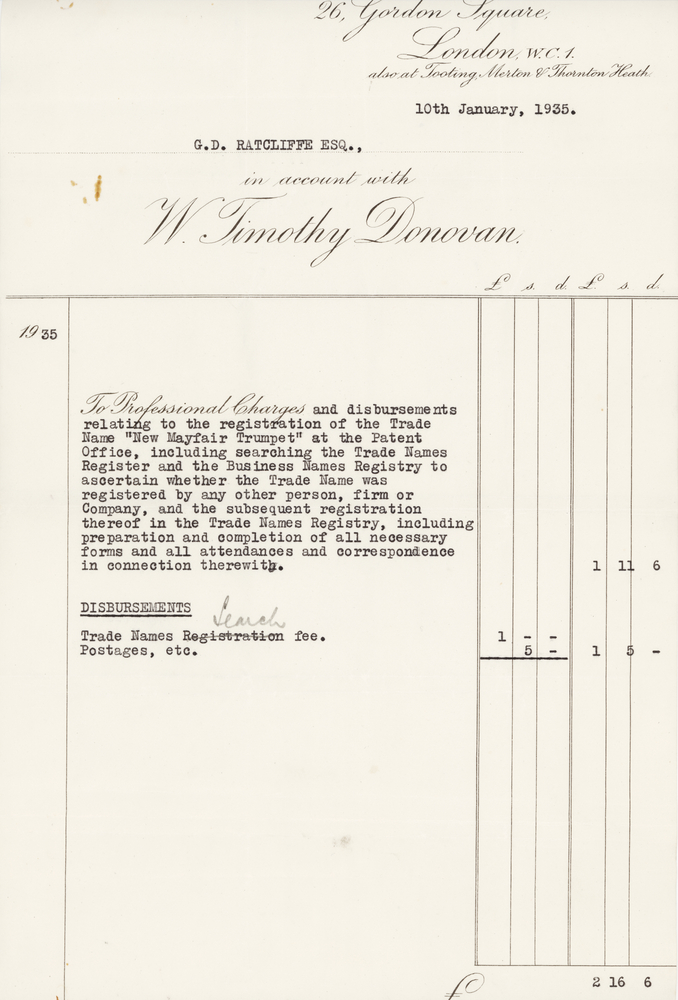 26, Gordon Square,
London, W.C.1.
also at Tooting, Merton & Thornton Heath
10th January, 1935.
G.D. RATCLIFFE ESQ.,
in account with
W. Timothy Donovan.
£ s. d. £ s. d.
1935
To Professional Charges and disbursements
relating to the registration of the Trade
Name "New Mayfair Trumpet" at the Patent
Office, including searching the Trade Names
Register and the Business Names Registry to
ascertain whether the Trade Name was
registered by any other person, firm or
Company, and the subsequent registration
thereof in the Trade Names Registry, including
preparation and completion of all necessary
forms and all attendances and correspondence
in connection therewith. 1 11 6
DISBURSEMENTS
Search
Trade Names Registration fee. 1 - -
Postages, etc. 5 - 1 5 -
£ 2 16 6